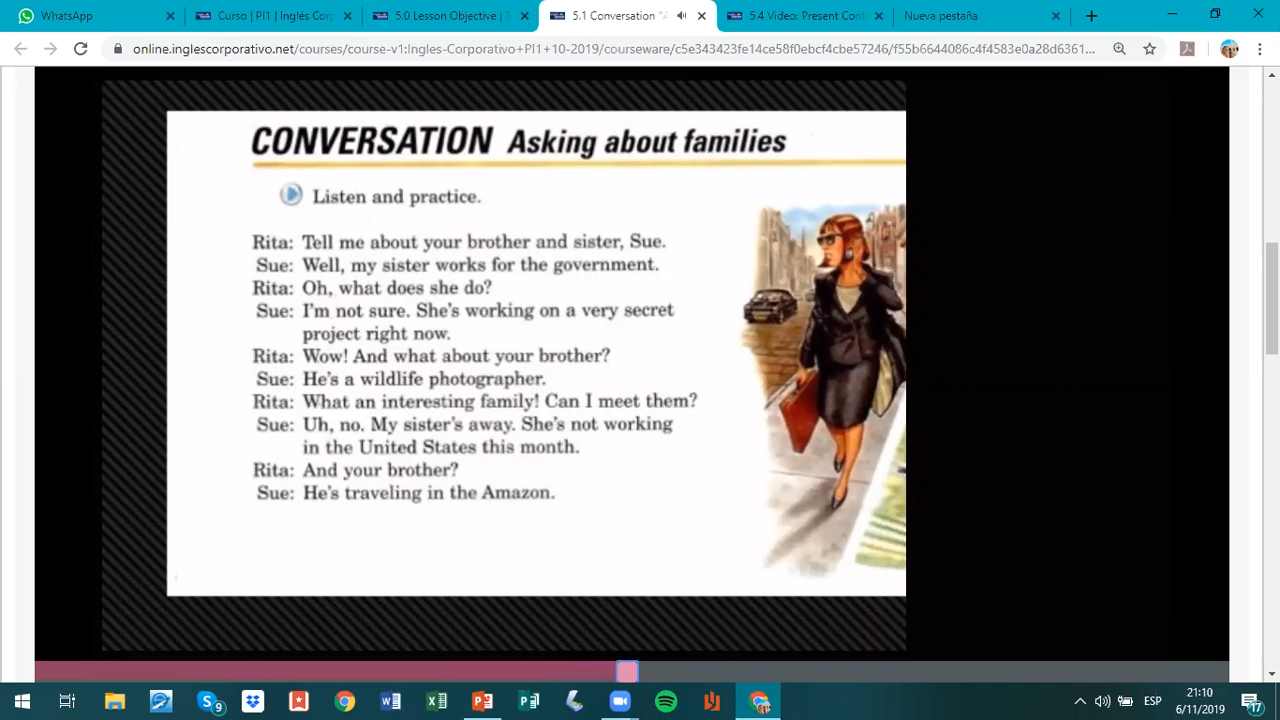 WhatsApp
Curso | PI1 | Inglés Corp
5.0 Lesson Objective | T
5.1 Conversation "A
5.4 Video: Present Cont
Nueva pestaña
online.inglescorporativo.net/courses/course-v1:Ingles-Corporativo+PI1+10-2019/courseware/c5e343423fe14ce58f0ebcf4cbe57246/f55b6644086c4f4583e0a28d6361...
CONVERSATION Asking about families
Listen and practice.
Rita: Tell me about your brother and sister, Sue.
Sue: Well, my sister works for the government.
Rita: Oh, what does she do?
Sue: I'm not sure. She's working on a very secret
project right now.
Rita: Wow! And what about your brother?
Sue: He's a wildlife photographer.
Rita: What an interesting family! Can I meet them?
Sue: Uh, no. My sister's away. She's not working
in the United States this month.
Rita: And your brother?
Sue: He's traveling in the Amazon.
9
ESP
21:10
6/11/2019
17